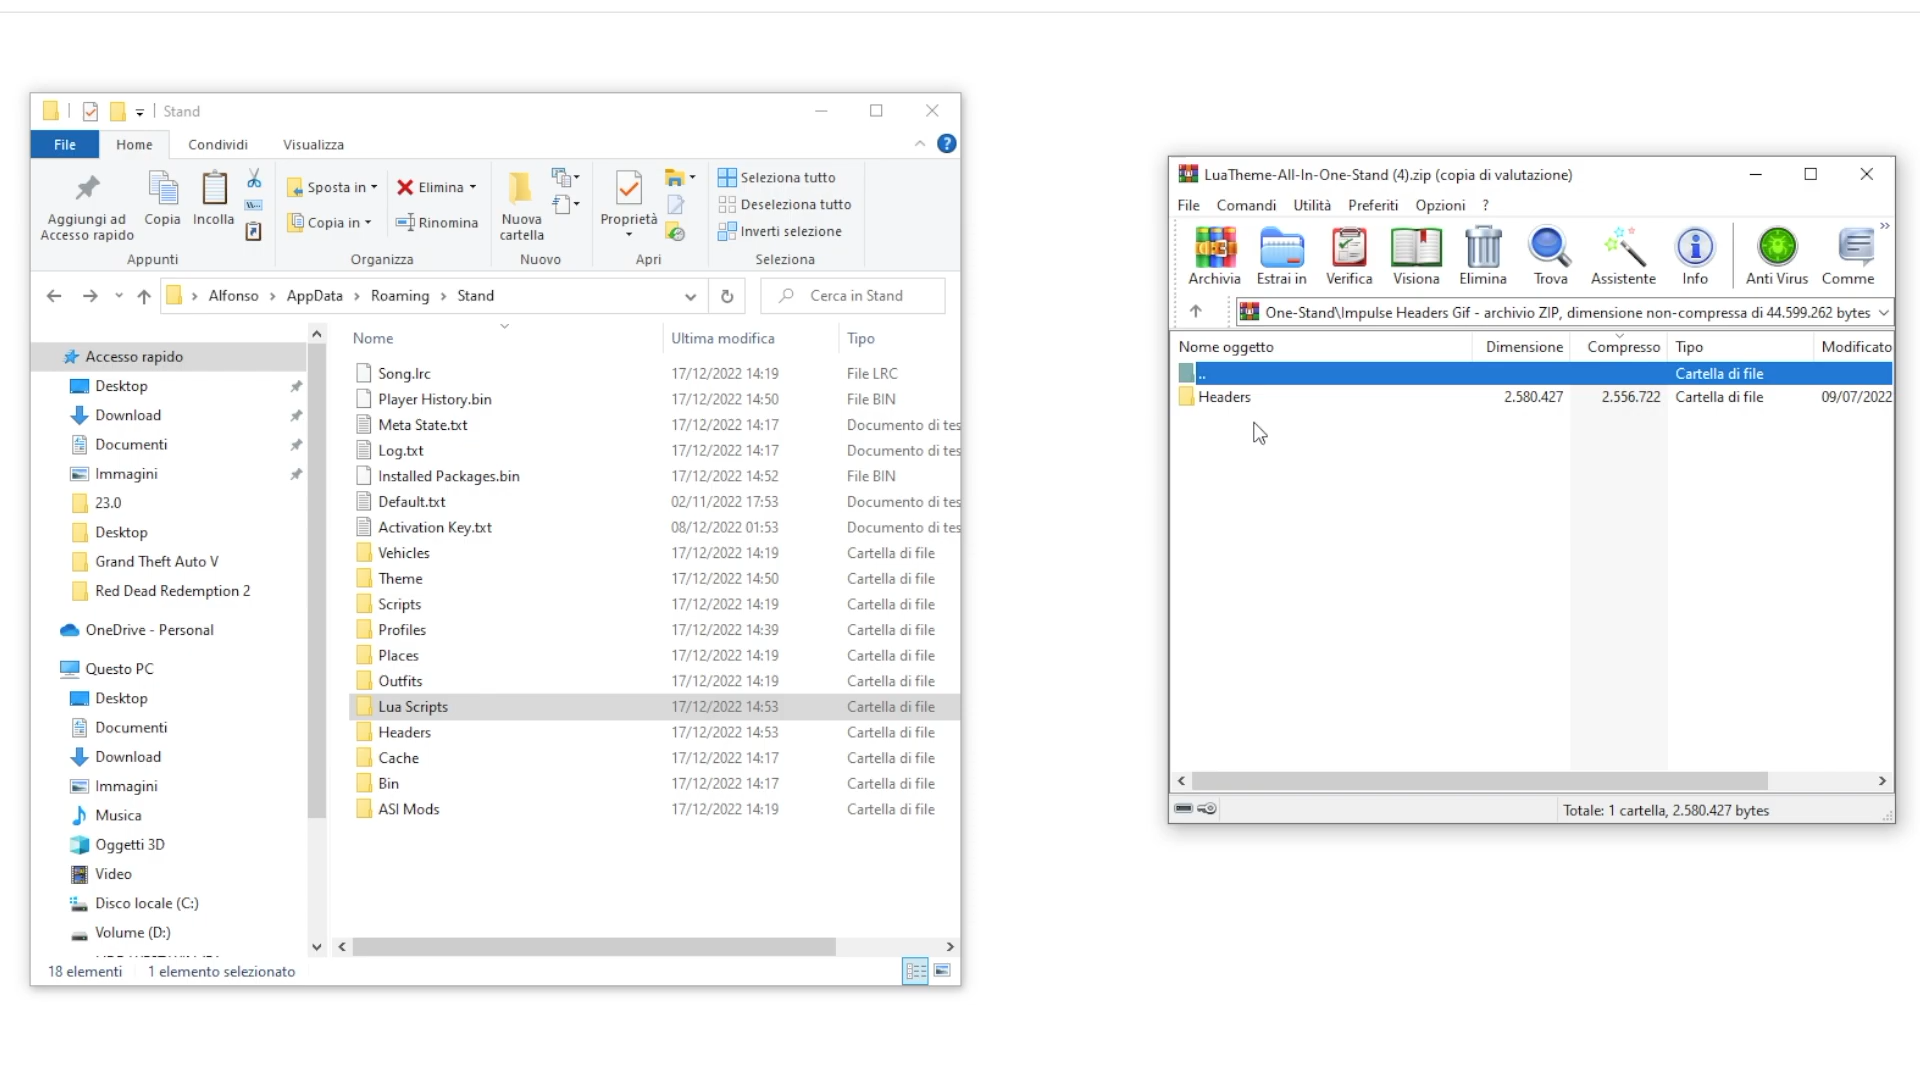 Stand
File Home Condividi Visualizza
Aggiungi ad
Accesso rapido
Copia
Incolla
Sposta in
Copia in
Elimina
Rinomina
Nuova
cartella
Proprietà
Seleziona tutto
Deseleziona tutto
Inverti selezione
Appunti Organizza Nuovo Apri Seleziona
Alfonso AppData Roaming Stand
Cerca in Stand
Accesso rapido
Desktop
Download
Documenti
Immagini
23.0
Desktop
Grand Theft Auto V
Red Dead Redemption 2
OneDrive - Personal
Questo PC
Desktop
Documenti
Download
Immagini
Musica
Oggetti 3D
Video
Disco locale (C:)
Volume (D:)
Nome Ultima modifica Tipo
Song.lrc 17/12/2022 14:19 File LRC
Player History.bin 17/12/2022 14:50 File BIN
Meta State.txt 17/12/2022 14:17 Documento di tes
Log.txt 17/12/2022 14:17 Documento di tes
Installed Packages.bin 17/12/2022 14:52 File BIN
Default.txt 02/11/2022 17:53 Documento di tes
Activation Key.txt 08/12/2022 01:53 Documento di tes
Vehicles 17/12/2022 14:19 Cartella di file
Theme 17/12/2022 14:50 Cartella di file
Scripts 17/12/2022 14:19 Cartella di file
Profiles 17/12/2022 14:39 Cartella di file
Places 17/12/2022 14:19 Cartella di file
Outfits 17/12/2022 14:19 Cartella di file
Lua Scripts 17/12/2022 14:53 Cartella di file
Headers 17/12/2022 14:53 Cartella di file
Cache 17/12/2022 14:17 Cartella di file
Bin 17/12/2022 14:17 Cartella di file
ASI Mods 17/12/2022 14:19 Cartella di file
18 elementi 1 elemento selezionato
LuaTheme-All-In-One-Stand (4).zip (copia di valutazione)
File Comandi Utilità Preferiti Opzioni ?
Archivia Estrai in Verifica Visiona Elimina Trova Assistente Info Anti Virus Comme
One-Stand\Impulse Headers Gif - archivio ZIP, dimensione non-compressa di 44.599.262 bytes
Nome oggetto Dimensione Compresso Tipo Modificato
.. Cartella di file
Headers 2.580.427 2.556.722 Cartella di file 09/07/2022
Totale: 1 cartella, 2.580.427 bytes